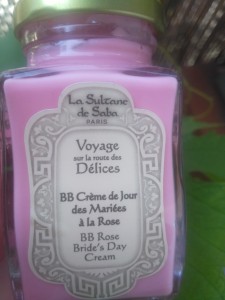 La Sultane
de Saba
PARIS
Voyage
sur la route des
Délices
BB Crème de Jour
des Mariées
à la Rose
BB Rose
Bride's Day
Cream